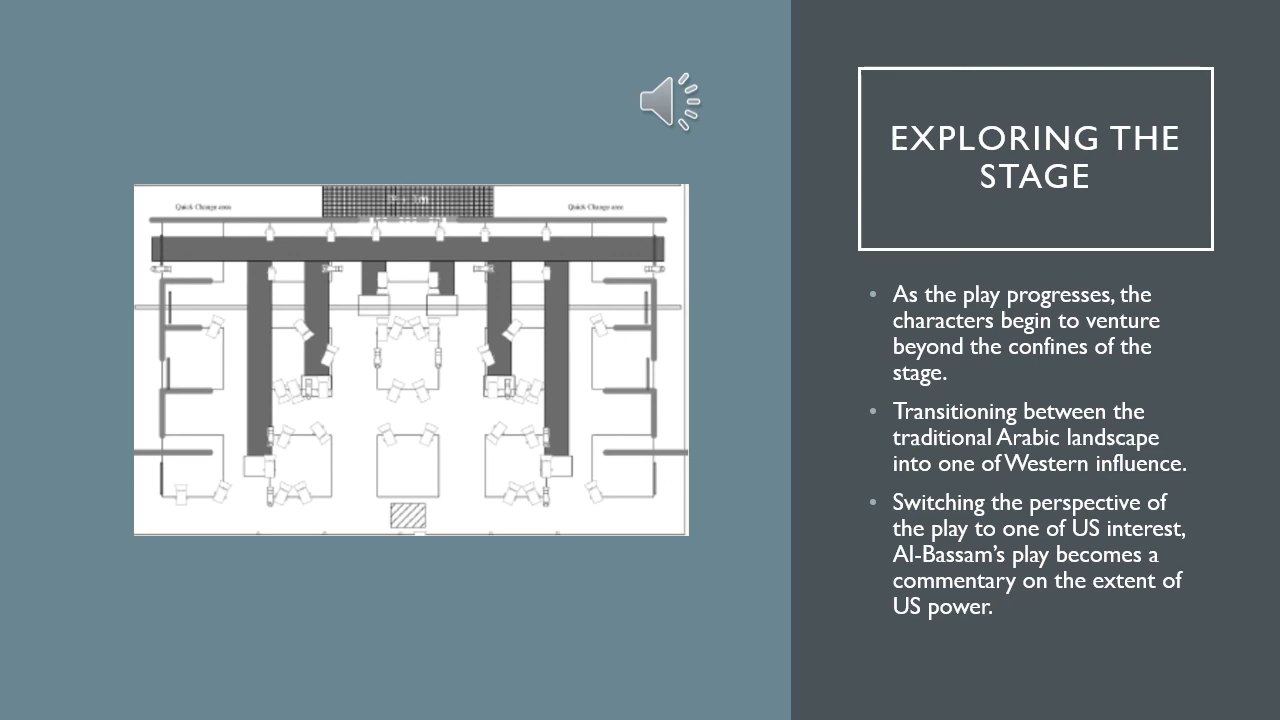 Quick Change area
Quick Change area
EXPLORING THE
STAGE
• As the play progresses, the
characters begin to venture
beyond the confines of the
stage.
• Transitioning between the
traditional Arabic landscape
into one of Western influence.
• Switching the perspective of
the play to one of US interest,
Al-Bassam’s play becomes a
commentary on the extent of
US power.